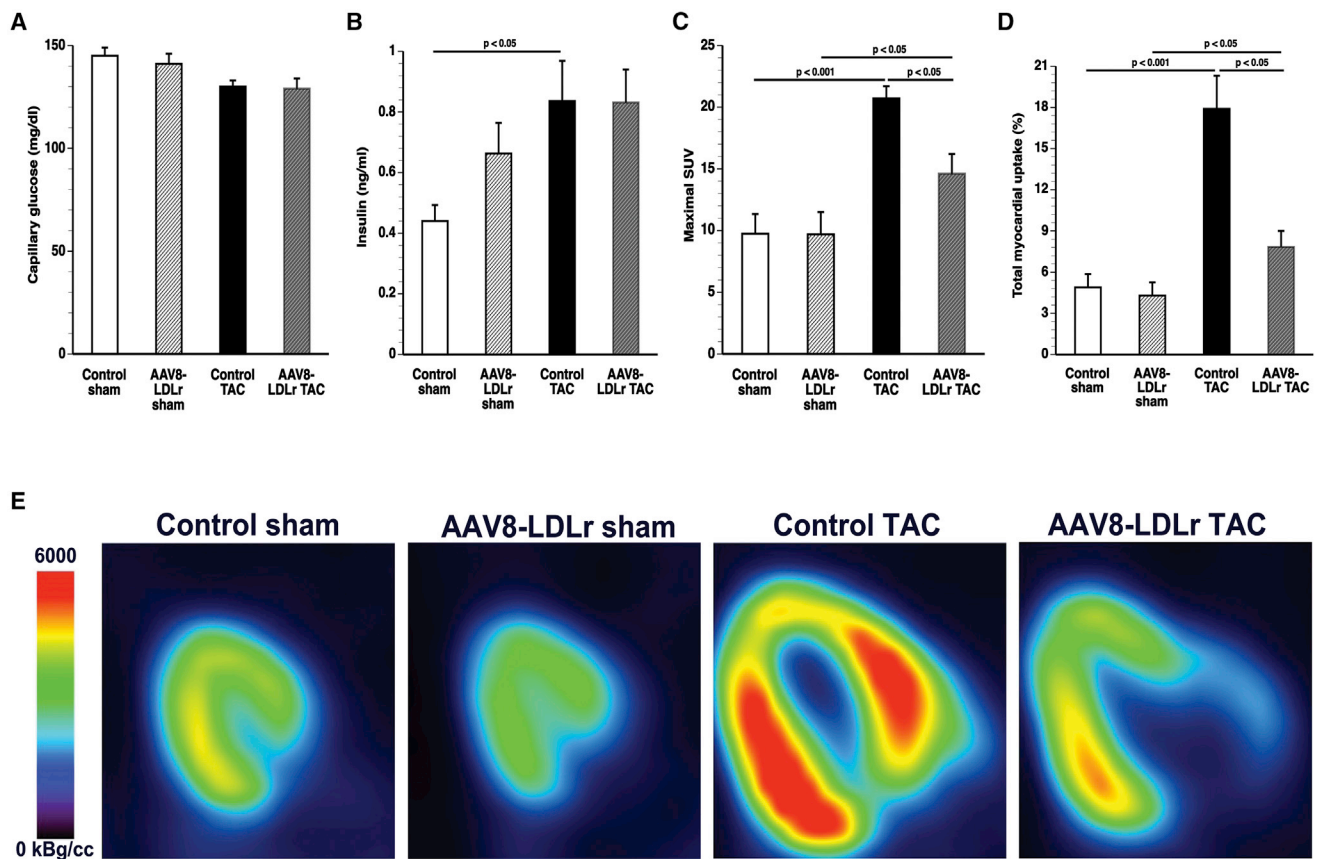 A
Capillary glucose (mg/dl)
150
100
50
0
Control
sham
AAV8-
LDLr
sham
Control
TAC
AAV8-
LDLr TAC
B
Insulin (ng/ml)
p < 0.05
1
0.8
0.6
0.4
0.2
0
Control
sham
AAV8-
LDLr
sham
Control
TAC
AAV8-
LDLr TAC
C
Maximal SUV
p < 0.05
p < 0.001
p < 0.05
25
20
15
10
5
0
Control
sham
AAV8-
LDLr
sham
Control
TAC
AAV8-
LDLr TAC
D
Total myocardial uptake (%)
p < 0.05
p < 0.001
p < 0.05
21
18
15
12
9
6
3
0
Control
sham
AAV8-
LDLr
sham
Control
TAC
AAV8-
LDLr TAC
E
Control sham
AAV8-LDLr sham
Control TAC
AAV8-LDLr TAC
6000
0 kBg/cc